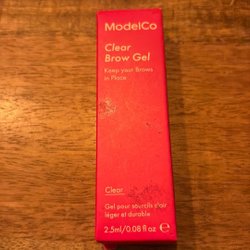 ModelCo
Clear
Brow Gel
Keep your Brows
In Place
Clear
Gel pour sourcils clair
léger et durable
2.5ml/0.08 fl oz e